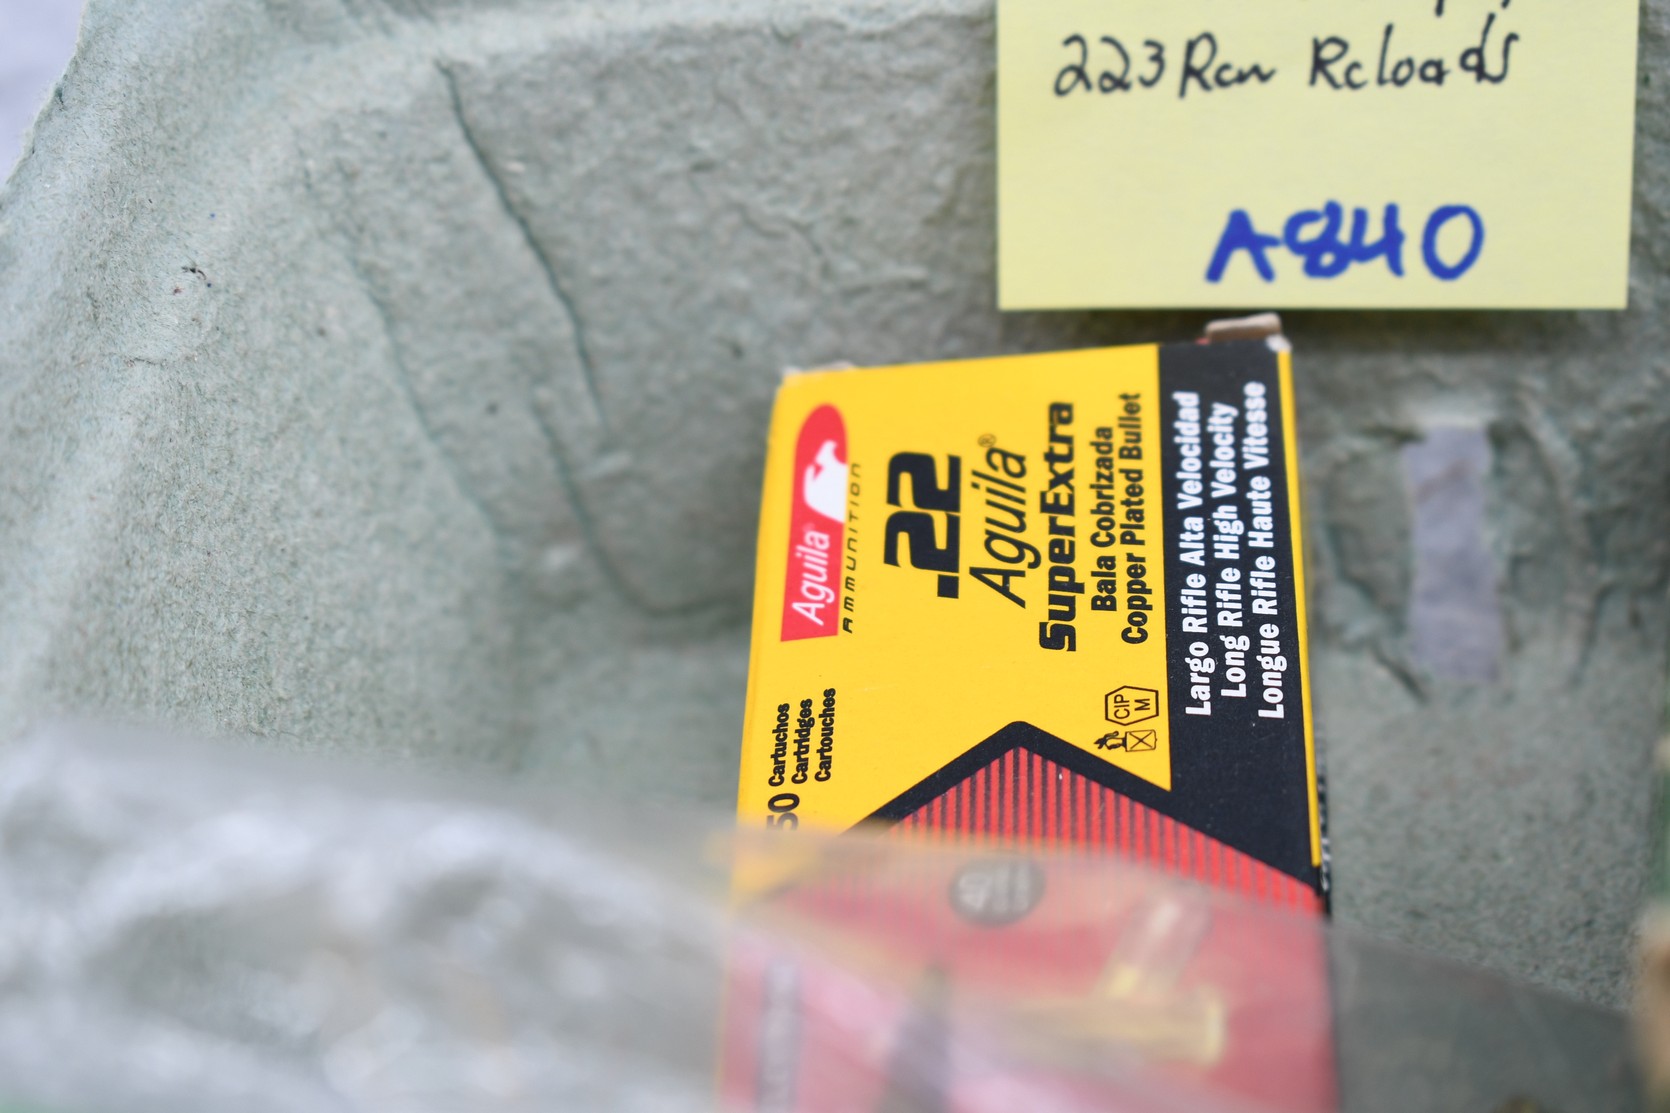 223 Rem Reloads
A840
Aguila
AMMUNITION
.22
Aguila®
SuperExtra
Bala Cobrizada
Copper Plated Bullet
Largo Rifle Alta Velocidad
Long Rifle High Velocity
Longue Rifle Haute Vitesse
50 Cartuchos
Cartridges
Cartouches
CIP
M